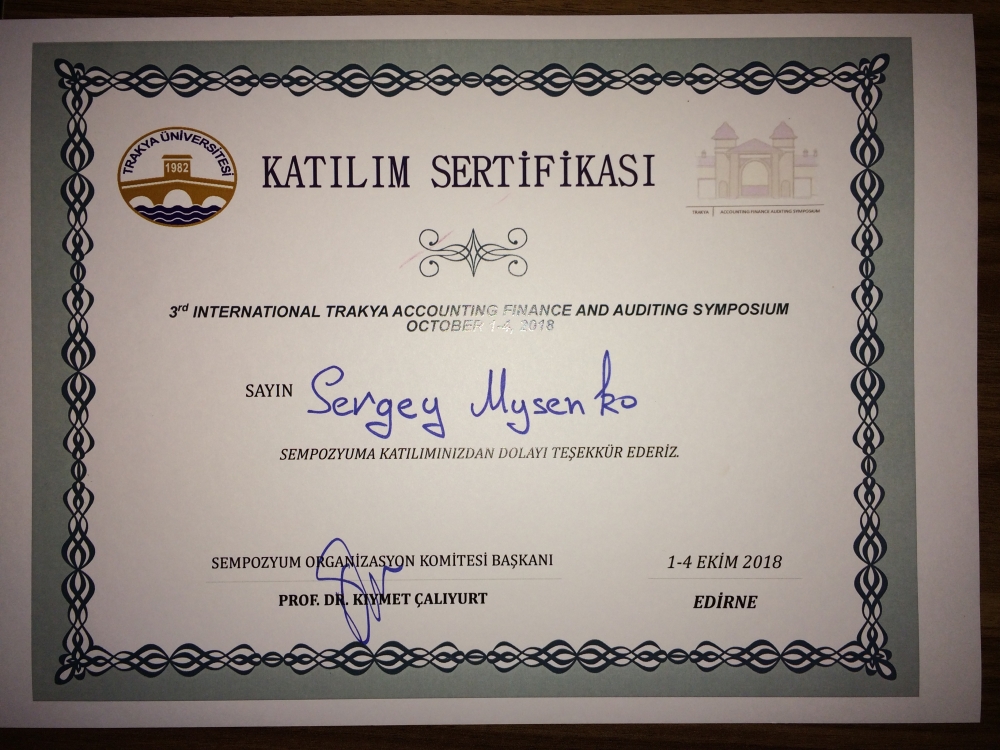 TRAKYA ÜNİVERSİTESİ
1982
KATILIM SERTİFİKASI
TRAKYA | ACCOUNTING FINANCE AUDITING SYMPOSIUM
3rd INTERNATIONAL TRAKYA ACCOUNTING FINANCE AND AUDITING SYMPOSIUM
OCTOBER 1-4, 2018
SAYIN Sergey Mysenko
SEMPOZYUMA KATILIMINIZDAN DOLAYI TEŞEKKÜR EDERİZ.
SEMPOZYUM ORGANİZASYON KOMİTESİ BAŞKANI
PROF. DR. KIYMET ÇALIYURT
1-4 EKİM 2018
EDİRNE